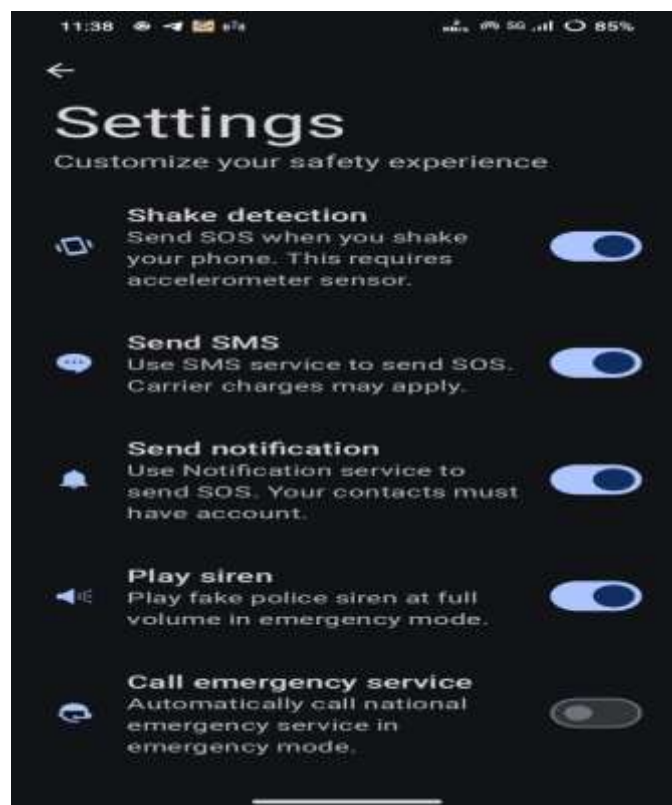 11:38
5G 85%
Settings
Customize your safety experience
Shake detection
Send SOS when you shake
your phone. This requires
accelerometer sensor.
Send SMS
Use SMS service to send SOS.
Carrier charges may apply.
Send notification
Use Notification service to
send SOS. Your contacts must
have account.
Play siren
Play fake police siren at full
volume in emergency mode.
Call emergency service
Automatically call national
emergency service in
emergency mode.